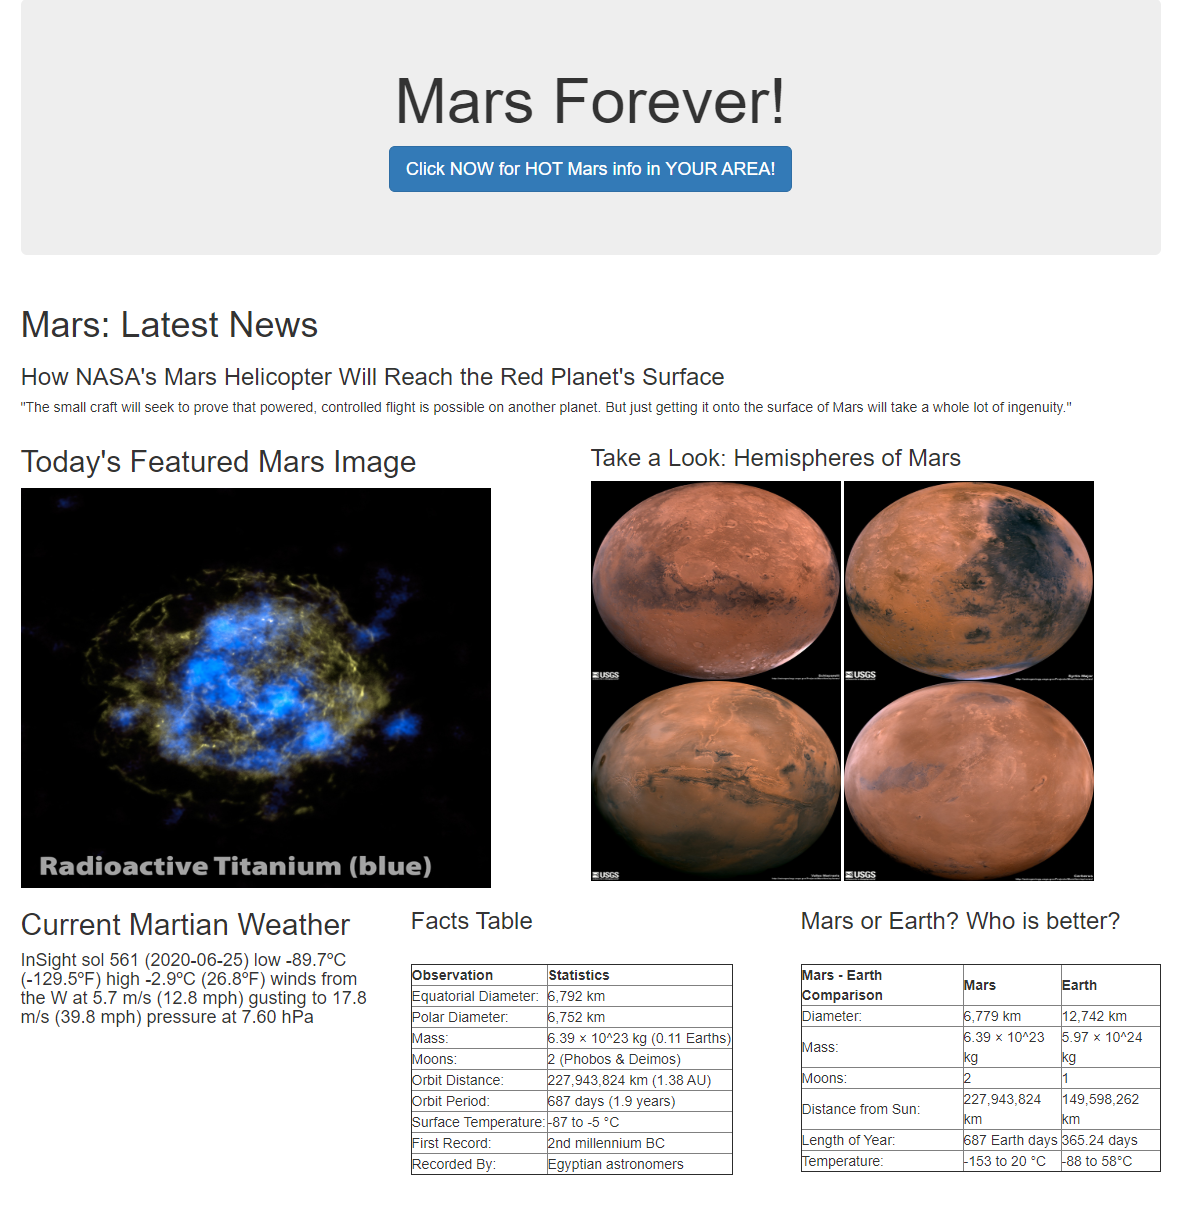 Mars Forever!
Click NOW for HOT Mars info in YOUR AREA!
Mars: Latest News
How NASA's Mars Helicopter Will Reach the Red Planet's Surface
"The small craft will seek to prove that powered, controlled flight is possible on another planet. But just getting it onto the surface of Mars will take a whole lot of ingenuity."
Today's Featured Mars Image
Radioactive Titanium (blue)
Take a Look: Hemispheres of Mars
USGS
USGS
USGS
USGS
Current Martian Weather
InSight sol 561 (2020-06-25) low -89.7ºC
(-129.5ºF) high -2.9ºC (26.8ºF) winds from
the W at 5.7 m/s (12.8 mph) gusting to 17.8
m/s (39.8 mph) pressure at 7.60 hPa
Facts Table
Observation Statistics
Equatorial Diameter: 6,792 km
Polar Diameter: 6,752 km
Mass: 6.39 × 10^23 kg (0.11 Earths)
Moons: 2 (Phobos & Deimos)
Orbit Distance: 227,943,824 km (1.38 AU)
Orbit Period: 687 days (1.9 years)
Surface Temperature: -87 to -5 °C
First Record: 2nd millennium BC
Recorded By: Egyptian astronomers
Mars or Earth? Who is better?
Mars - Earth
Comparison Mars Earth
Diameter: 6,779 km 12,742 km
Mass: 6.39 × 10^23 kg 5.97 × 10^24 kg
Moons: 2 1
Distance from Sun: 227,943,824 km 149,598,262 km
Length of Year: 687 Earth days 365.24 days
Temperature: -153 to 20 °C -88 to 58°C